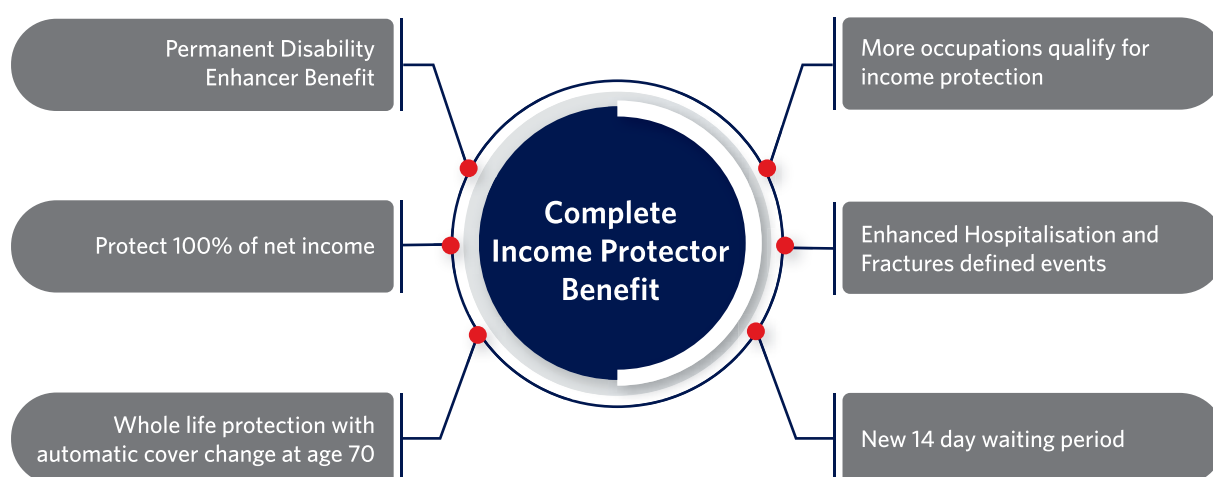 Permanent Disability
Enhancer Benefit
Protect 100% of net income
Whole life protection with
automatic cover change at age 70
Complete
Income Protector
Benefit
More occupations qualify for
income protection
Enhanced Hospitalisation and
Fractures defined events
New 14 day waiting period